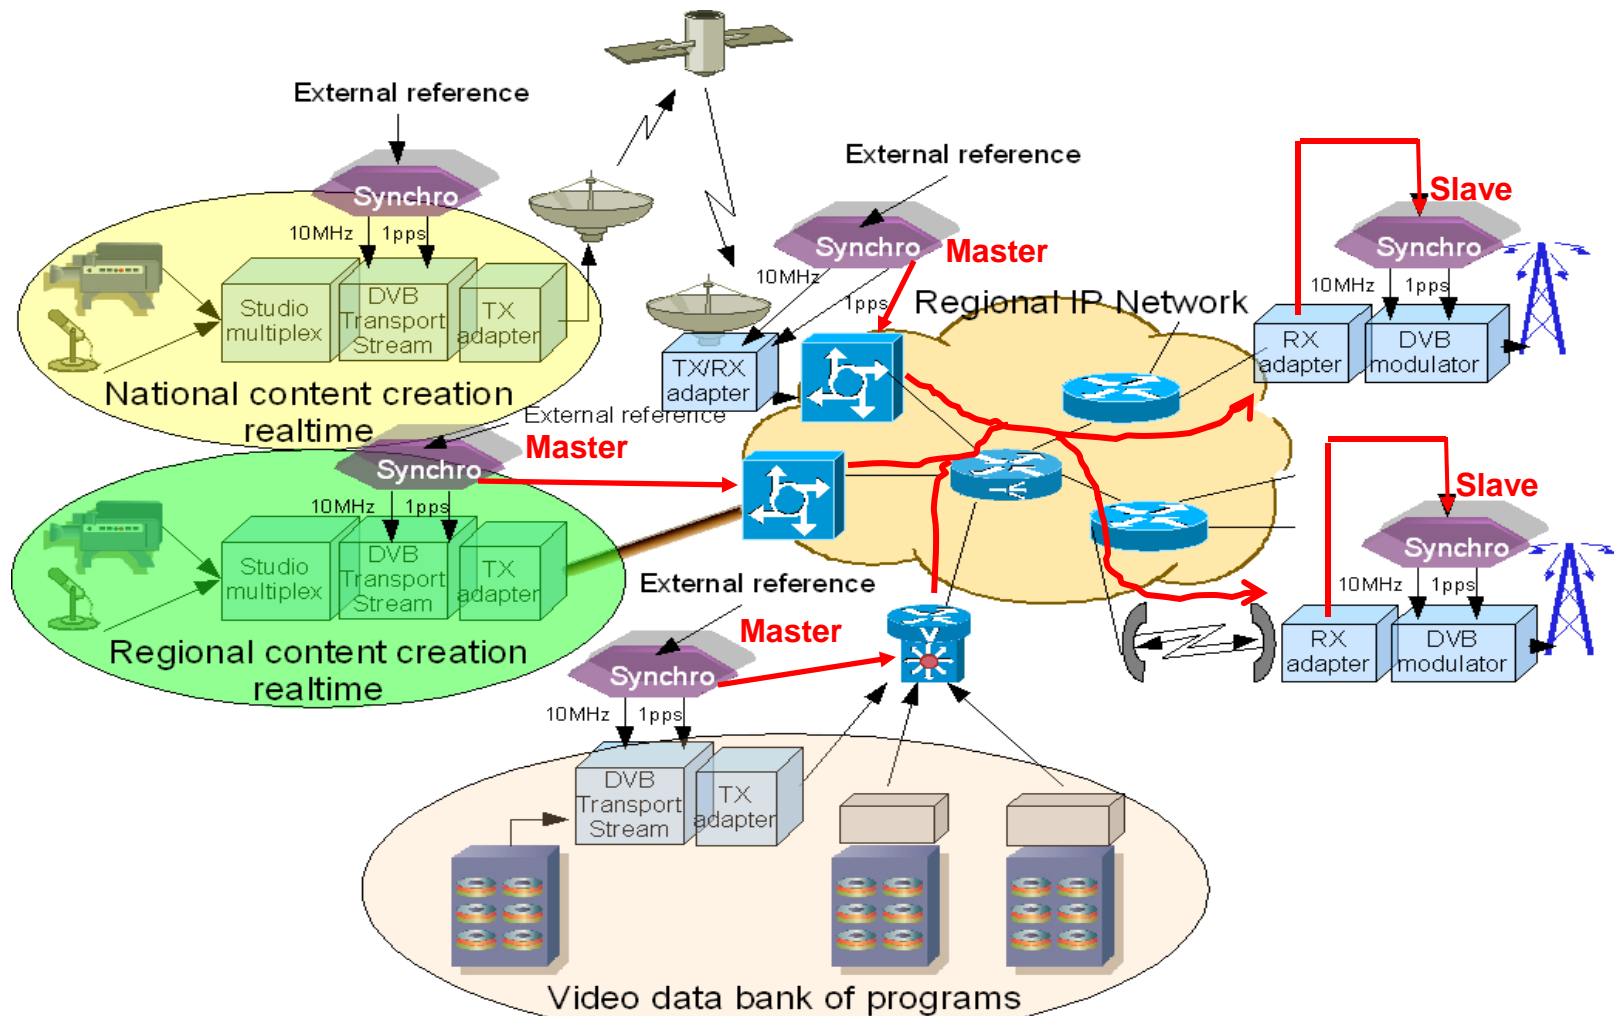 External reference
Synchro
10MHz
1pps
Studio
multiplex
DVB
Transport
Stream
TX
adapter
National content creation
realtime
External reference
Synchro
Master
10MHz
1pps
TX/RX
adapter
Regional IP Network
Slave
Synchro
10MHz
1pps
RX
adapter
DVB
modulator
External reference
Master
Synchro
10MHz
1pps
Studio
multiplex
DVB
Transport
Stream
TX
adapter
Regional content creation
realtime
Slave
Synchro
10MHz
1pps
RX
adapter
DVB
modulator
External reference
Master
Synchro
10MHz
1pps
V
DVB
Transport
Stream
TX
adapter
Video data bank of programs